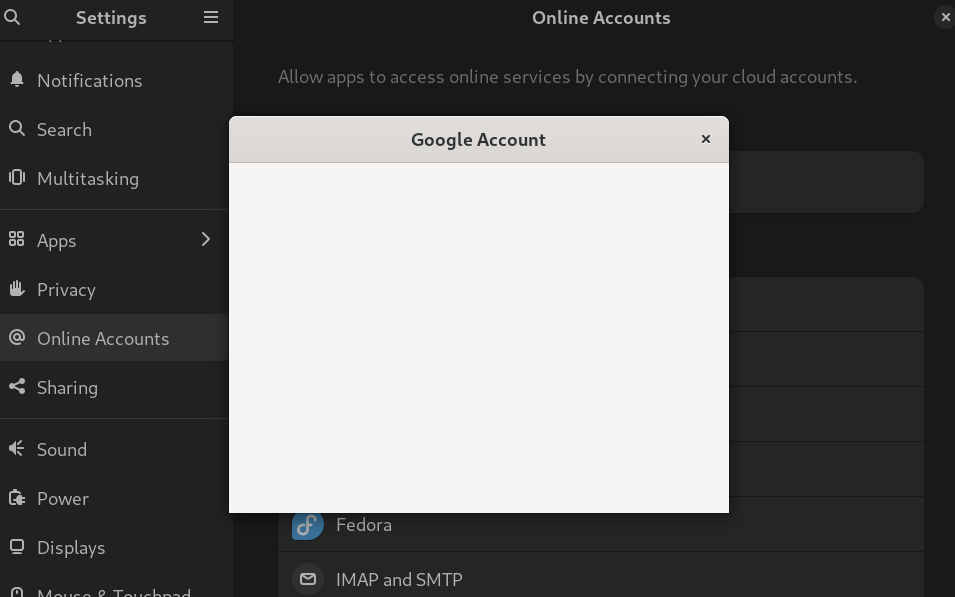 Settings
Online Accounts
Allow apps to access online services by connecting your cloud accounts.
Notifications
Search
Multitasking
Apps
Privacy
Online Accounts
Sharing
Sound
Power
Displays
Mouse & Touchpad
Google Account
Fedora
IMAP and SMTP